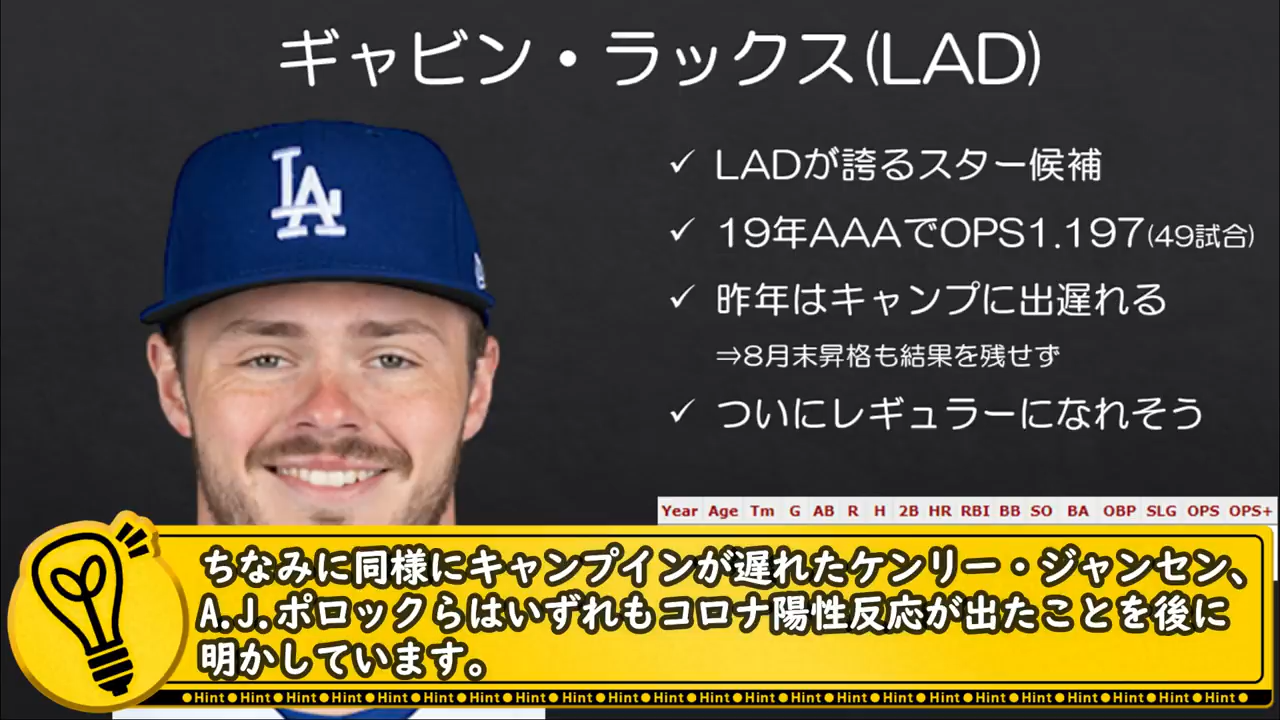 ギャビン・ラックス(LAD)
✓ LADが誇るスター候補
✓ 19年AAAでOPS1.197(49試合)
✓ 昨年はキャンプに出遅れる
⇒8月末昇格も結果を残せず
✓ ついにレギュラーになれそう
LA
Year Age Tm G AB R H 2B HR RBI BB SO BA OBP SLG OPS OPS+
ちなみに同様にキャンプインが遅れたケンリー・ジャンセン、
A.J.ポロックらはいずれもコロナ陽性反応が出たことを後に
明かしています。
●Hint●Hint●Hint●Hint●Hint●Hint●Hint●Hint●Hint●Hint●Hint●Hint●Hint●Hint●Hint●Hint●Hint●Hint●Hint●Hint●Hint●Hint●Hint●